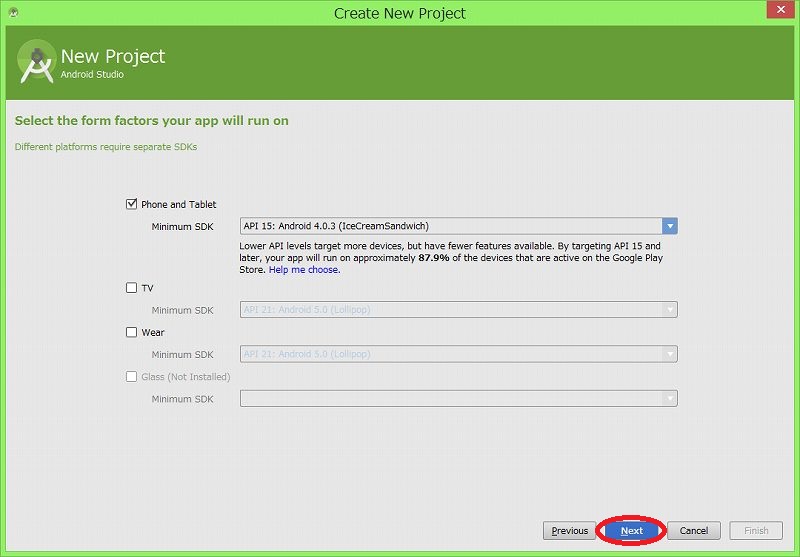 Create New Project
New Project
Android Studio
Select the form factors your app will run on
Different platforms require separate SDKs
Phone and Tablet
Minimum SDK API 15: Android 4.0.3 (IceCreamSandwich)
Lower API levels target more devices, but have fewer features available. By targeting API 15 and
later, your app will run on approximately 87.9% of the devices that are active on the Google Play
Store. Help me choose.
TV
Minimum SDK API 21: Android 5.0 (Lollipop)
Wear
Minimum SDK API 21: Android 5.0 (Lollipop)
Glass (Not Installed)
Minimum SDK
Previous Next Cancel Finish